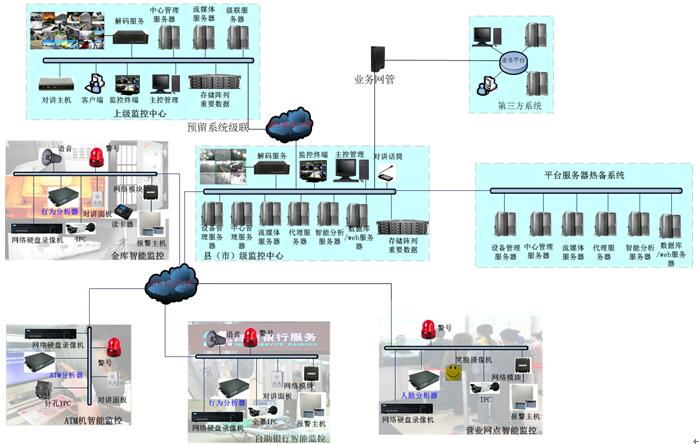 解码服务
中心管理
服务器
流媒体
服务器
级联服
务器
对讲主机
客户端
监控终端
主控管理
存储阵列
重要数据
上级监控中心
预留系统级联
业务网管
业务平台
第三方系统
语音
警号
网络模块
行为分析器
对讲面板
读卡器
网络硬盘录像机
IPC
报警主机
金库智能监控
解码服务
监控终端
主控管理
对讲话筒
设备管
理服务器
中心管
理服务器
流媒体
服务器
代理服
务器
智能分析
服务器
数据库
/web服务
器
存储阵列
重要数据
县（市）级监控中心
平台服务器热备系统
设备管理
服务器
中心管理
服务器
流媒体
服务器
代理服
务器
智能分析
服务器
数据库
/web服务
器
网络硬盘录像机
警号
ATM分析器
针孔IPC
对讲面板
ATM机智能监控
语音
警号
银行服务
网络模块
行为分析器
对讲面板
网络硬盘录像机
全景IPC
报警主机
自助银行智能监控
警号
笑脸摄像机
网络模块
人脸分析器
IPC
网络硬盘录像机
报警主机
营业网点智能监控